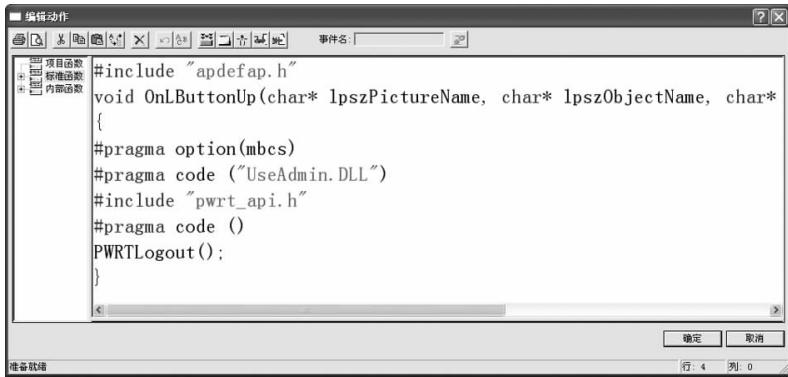 编辑动作
事件名:
项目函数
标准函数
内部函数
#include "apdefap.h"
void OnLButtonUp(char* lpszPictureName, char* lpszObjectName, char*
{
#pragma option(mbcs)
#pragma code ("UseAdmin.DLL")
#include "pwrt_api.h"
#pragma code ()
PWRTLogout();
}
确定 取消
准备就绪 行: 4 列: 0